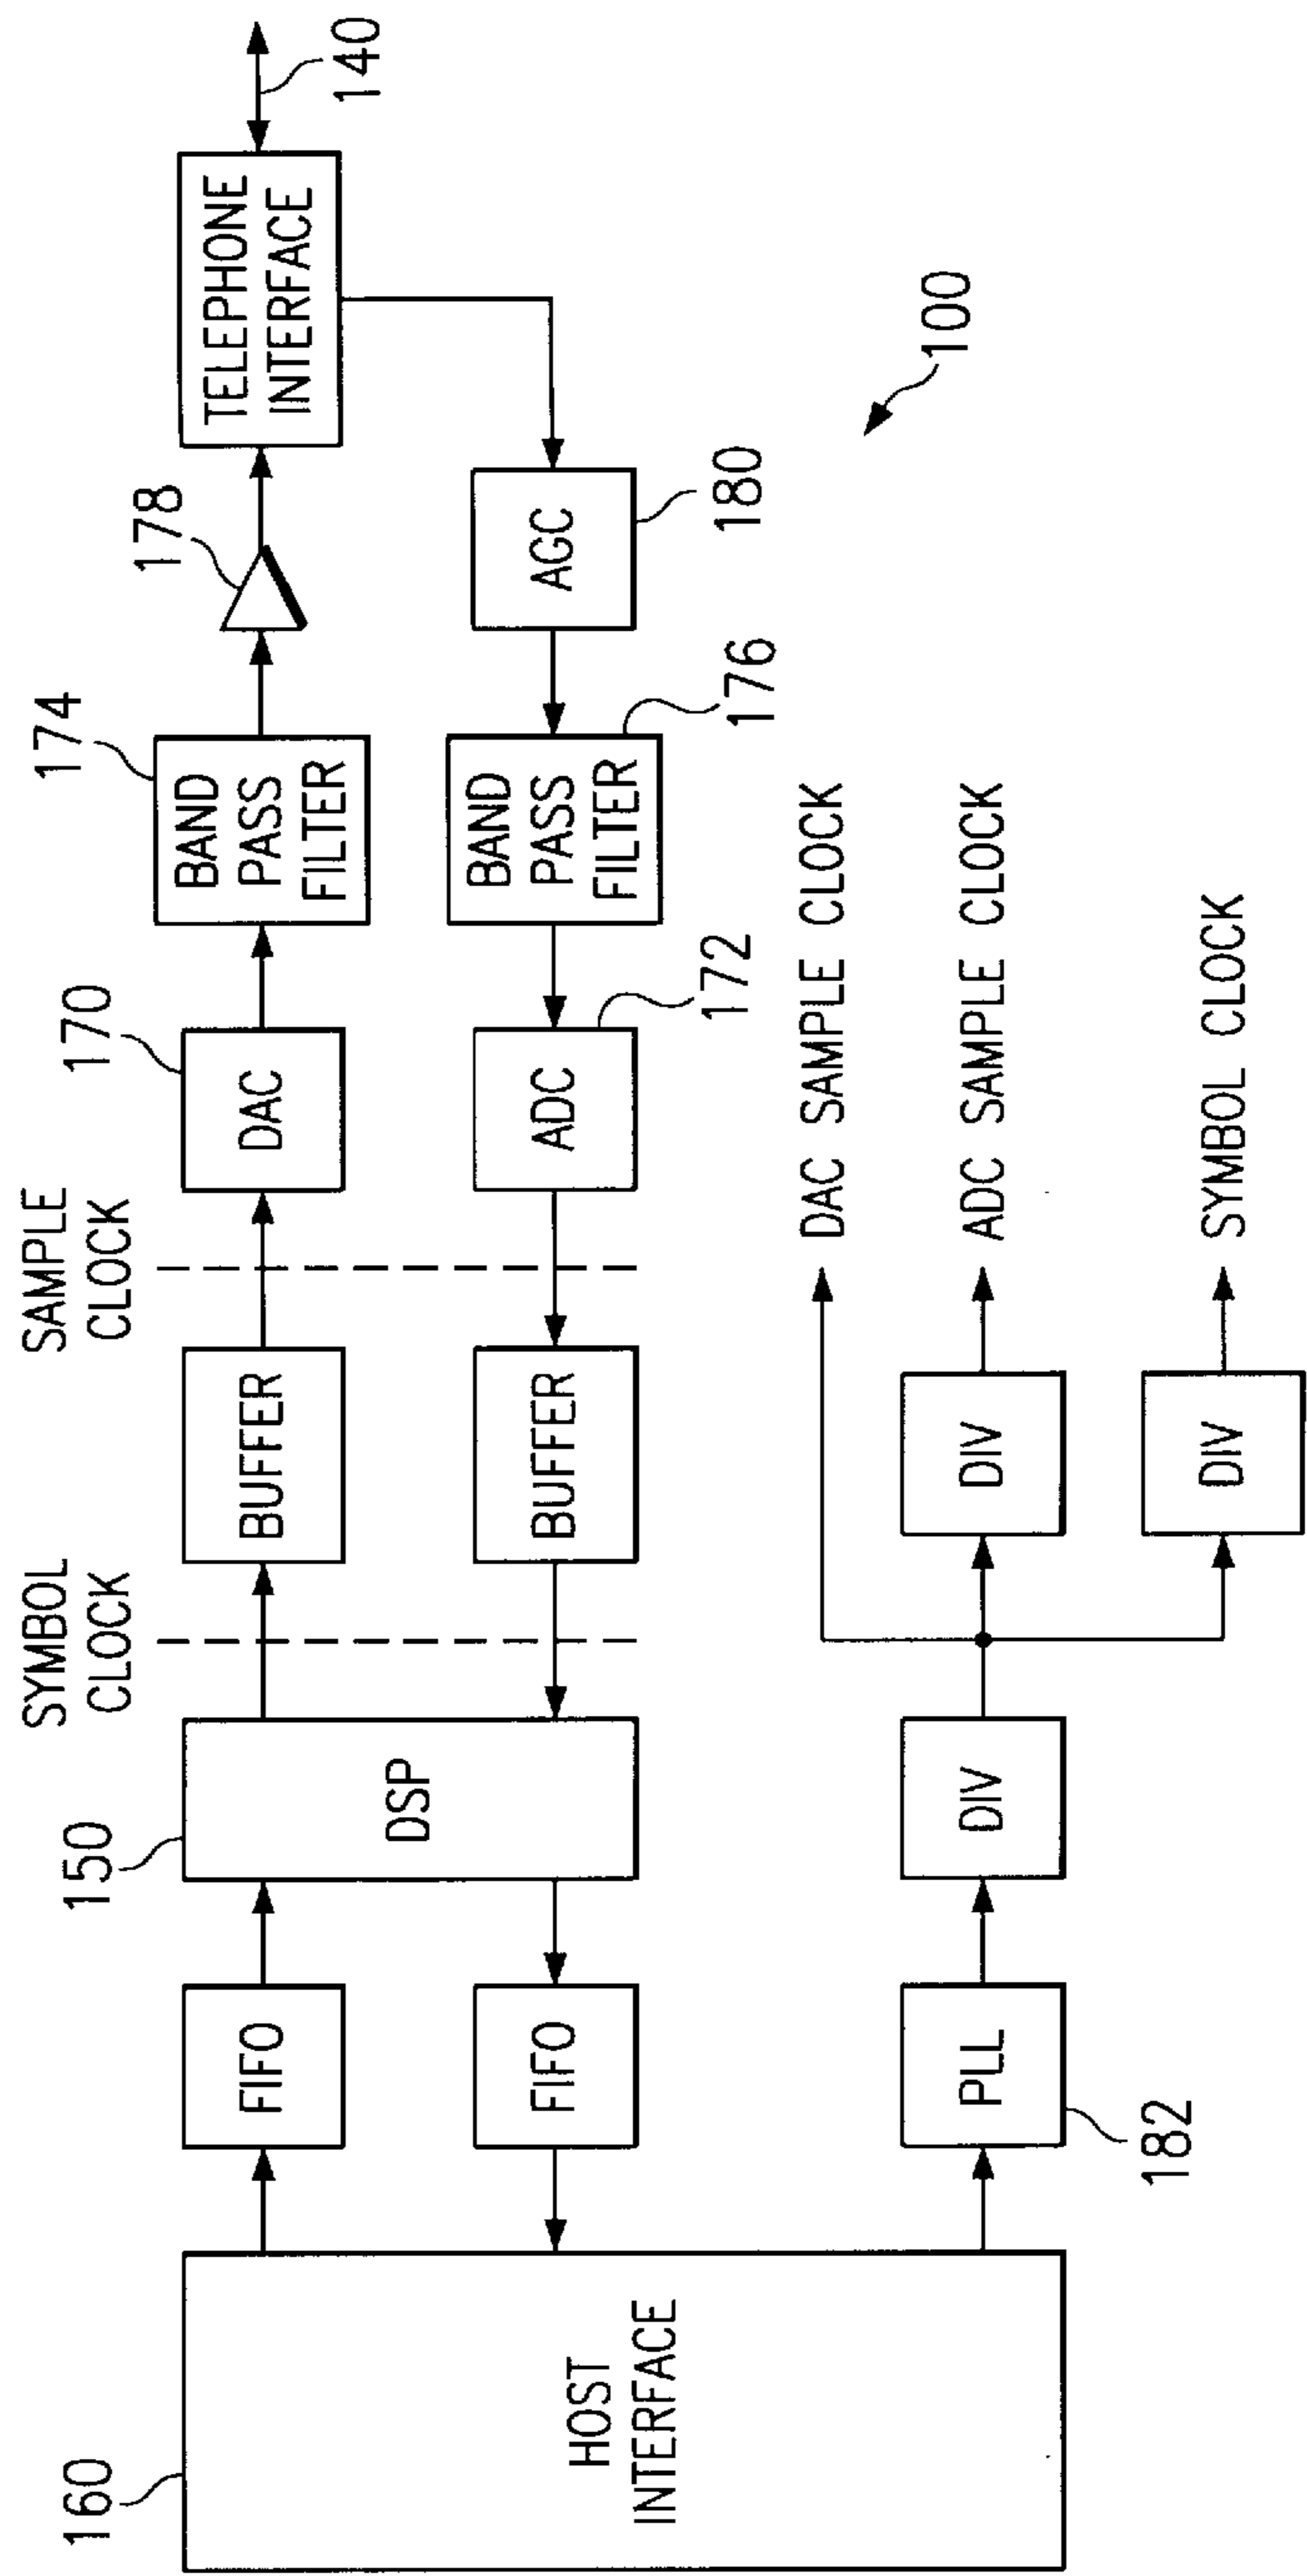 SYMBOL
CLOCK
SAMPLE
CLOCK
160
HOST
INTERFACE
FIFO
FIFO
150
DSP
BUFFER
BUFFER
170
DAC
ADC
172
174
BAND
PASS
FILTER
BAND
PASS
FILTER
176
178
AGC
180
TELEPHONE
INTERFACE
140
100
PLL
182
DIV
DIV
DIV
DAC SAMPLE CLOCK
ADC SAMPLE CLOCK
SYMBOL CLOCK